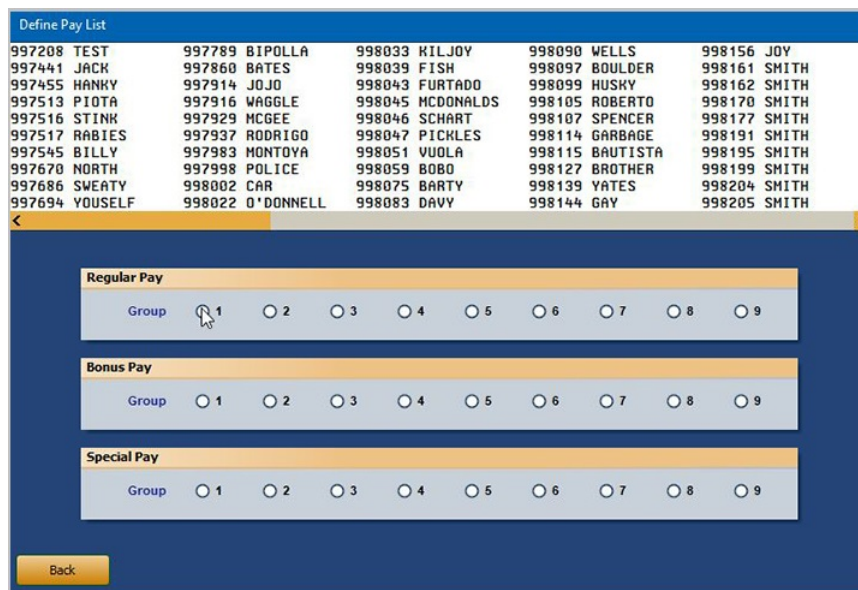 Define Pay List
997208 TEST 997789 BIPOLLA 998033 KILJOY 998090 WELLS 998156 JOY
997441 JACK 997860 BATES 998039 FISH 998097 BOULDER 998161 SMITH
997455 HANKY 997914 JOJO 998043 FURTADO 998099 HUSKY 998162 SMITH
997513 PIOTA 997916 WAGGLE 998045 MCDONALDS 998105 ROBERTO 998170 SMITH
997516 STINK 997929 MCGEE 998046 SCHART 998107 SPENCER 998177 SMITH
997517 RABIES 997937 RODRIGO 998047 PICKLES 998114 GARBAGE 998191 SMITH
997545 BILLY 997983 MONTOYA 998051 VUOLA 998115 BAUTISTA 998195 SMITH
997670 NORTH 997998 POLICE 998059 BOBO 998127 BROTHER 998199 SMITH
997686 SWEATY 998002 CAR 998075 BARTY 998139 YATES 998204 SMITH
997694 YOUSELF 998022 O'DONNELL 998083 DAVY 998144 GAY 998205 SMITH
Regular Pay
Group 1 2 3 4 5 6 7 8 9
Bonus Pay
Group 1 2 3 4 5 6 7 8 9
Special Pay
Group 1 2 3 4 5 6 7 8 9
Back